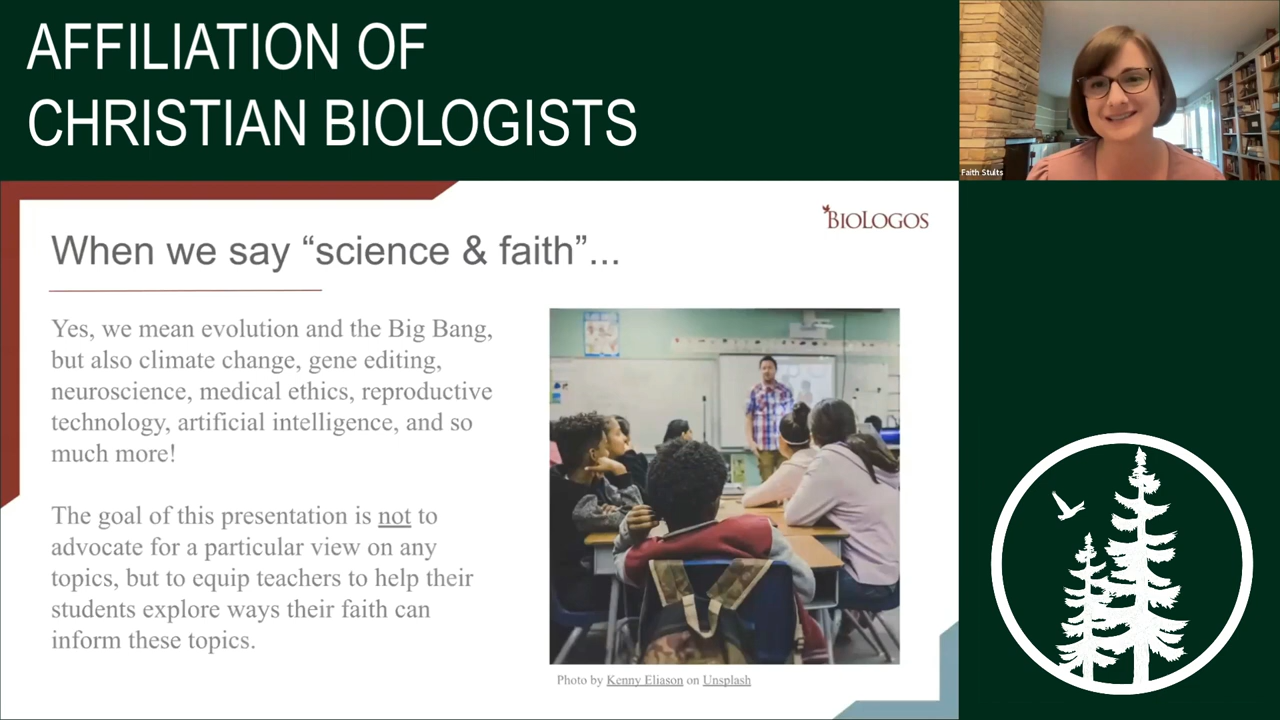 AFFILIATION OF
CHRISTIAN BIOLOGISTS
Faith Stults
BIOLOGOS
When we say “science & faith”...
Yes, we mean evolution and the Big Bang,
but also climate change, gene editing,
neuroscience, medical ethics, reproductive
technology, artificial intelligence, and so
much more!
The goal of this presentation is not to
advocate for a particular view on any
topics, but to equip teachers to help their
students explore ways their faith can
inform these topics.
Photo by Kenny Eliason on Unsplash